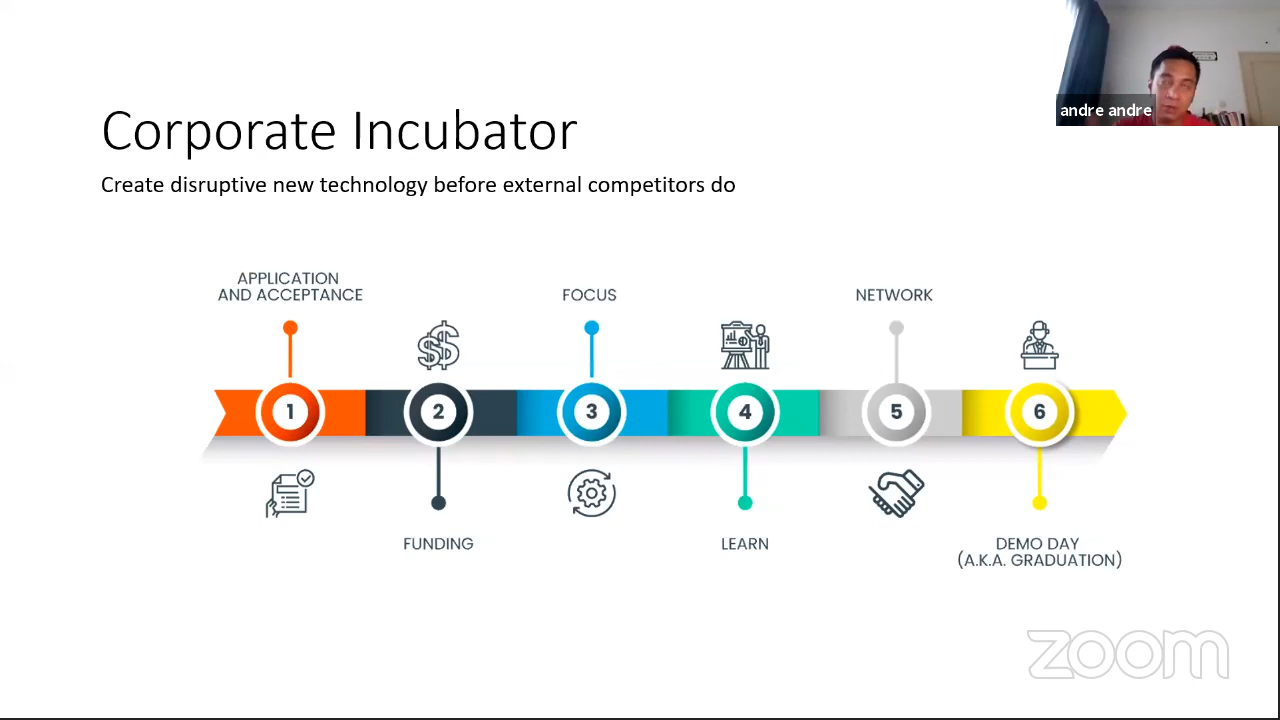 andre andre
Corporate Incubator
Create disruptive new technology before external competitors do
APPLICATION
AND ACCEPTANCE
FOCUS
NETWORK
1
2
3
4
5
6
FUNDING
LEARN
DEMO DAY
(A.K.A. GRADUATION)
zoom